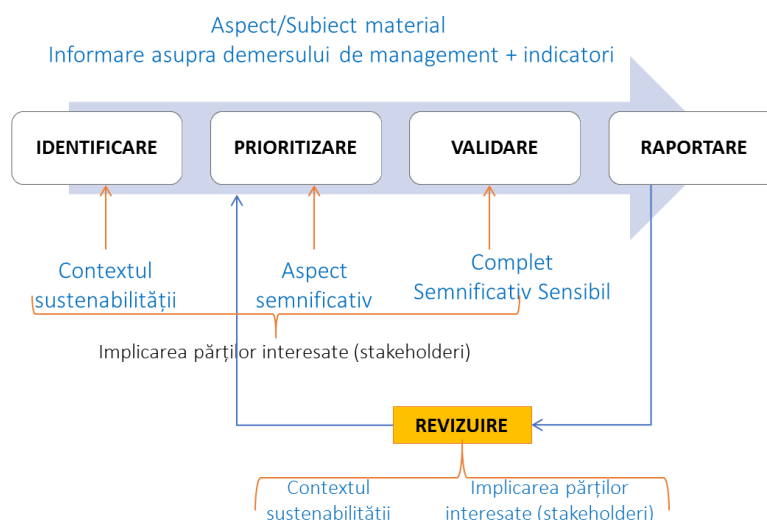 Aspect/Subiect material
Informare asupra demersului de management + indicatori
IDENTIFICARE
PRIORITIZARE
VALIDARE
RAPORTARE
Contextul
sustenabilității
Aspect
semnificativ
Complet
Semnificativ Sensibil
Implicarea părților interesate (stakeholderi)
REVIZUIRE
Contextul
sustenabilității
Implicarea părților
interesate (stakeholderi)